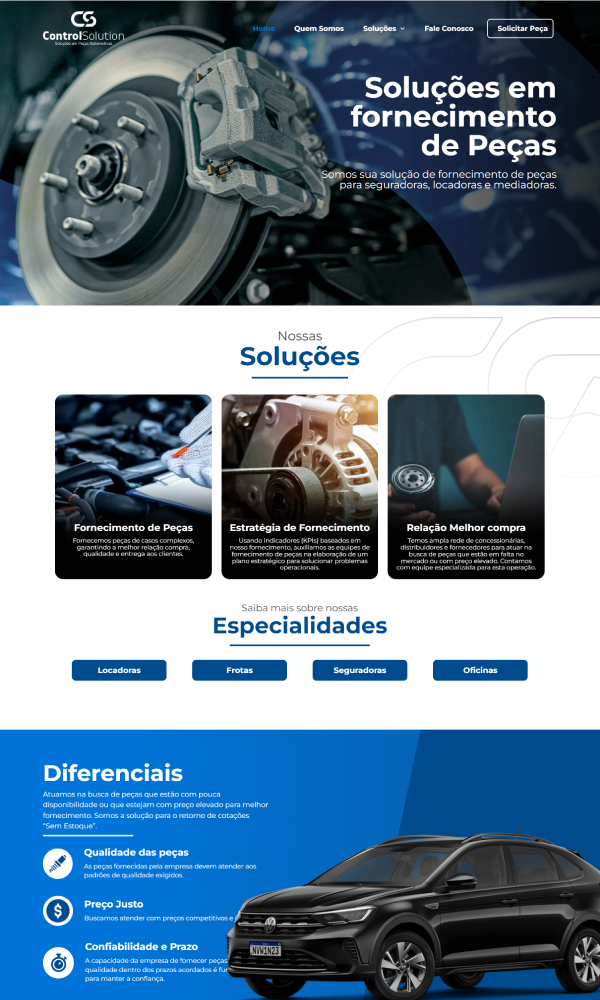 CS
ControlSolution
Soluções em Peças Automotivas
Home
Quem Somos
Soluções
Fale Conosco
Solicitar Peça
Soluções em
fornecimento
de Peças
Somos sua solução de fornecimento de peças
para seguradoras, locadoras e mediadoras.
Nossas
Soluções
Fornecimento de Peças
Fornecemos peças de casos complexos,
garantindo a melhor relação compra,
qualidade e entrega aos clientes.
Estratégia de Fornecimento
Usando indicadores (KPIs) baseados em
nosso fornecimento, auxiliamos as equipes de
fornecimento de peças na elaboração de um
plano estratégico para solucionar problemas
operacionais.
Relação Melhor compra
Temos ampla rede de concessionárias,
distribuidores e fornecedores para atuar na
busca de peças que estão em falta no
mercado ou com preço elevado. Contamos
com equipe especializada para esta operação.
Saiba mais sobre nossas
Especialidades
Locadoras
Frotas
Seguradoras
Oficinas
Diferenciais
Atuamos na busca de peças que estão com pouca
disponibilidade ou que estejam com preço elevado para melhor
fornecimento. Somos a solução para o retorno de cotações
“Sem Estoque”.
Qualidade das peças
As peças fornecidas pela empresa devem atender aos
padrões de qualidade exigidos.
Preço Justo
Buscamos atender com preços competitivos e
Confiabilidade e Prazo
A capacidade da empresa de fornecer peças
qualidade dentro dos prazos acordados é
para manter a confiança.
NVW1N23